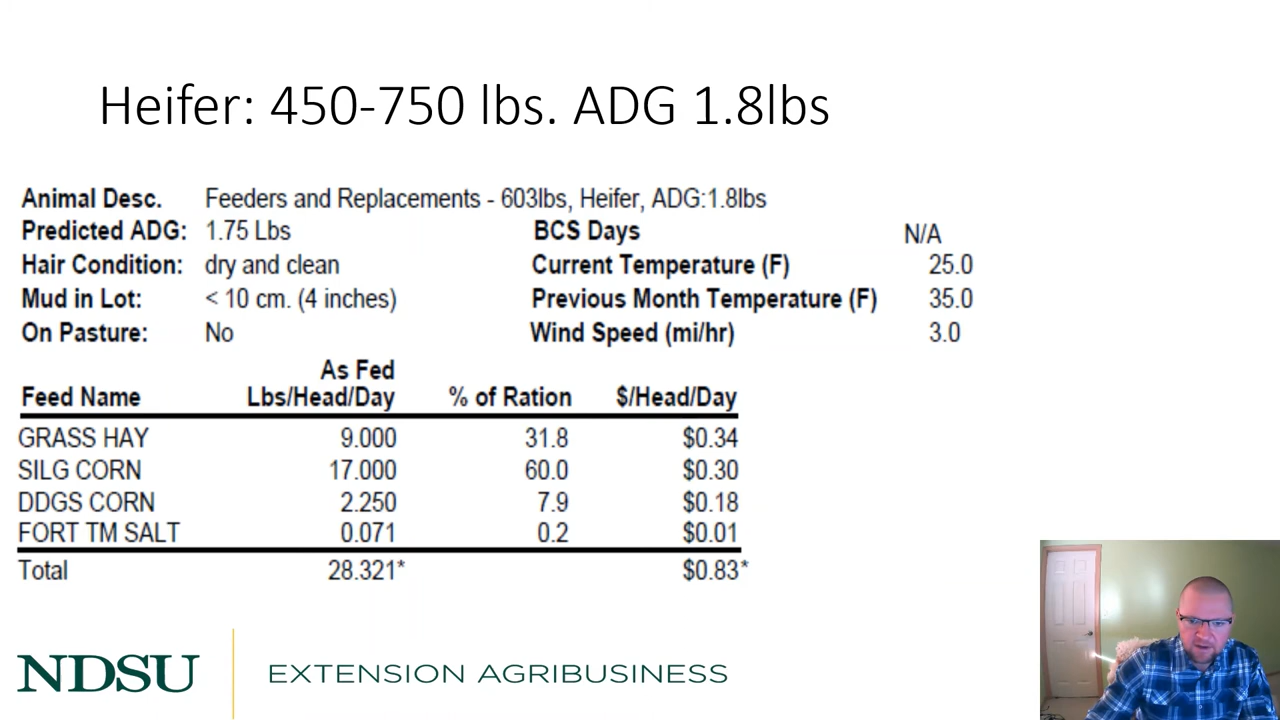 Heifer: 450-750 lbs. ADG 1.8lbs
Animal Desc. Feeders and Replacements - 603lbs, Heifer, ADG:1.8lbs
Predicted ADG: 1.75 Lbs BCS Days N/A
Hair Condition: dry and clean Current Temperature (F) 25.0
Mud in Lot: < 10 cm. (4 inches) Previous Month Temperature (F) 35.0
On Pasture: No Wind Speed (mi/hr) 3.0
As Fed
Feed Name Lbs/Head/Day % of Ration $/Head/Day
GRASS HAY 9.000 31.8 $0.34
SILG CORN 17.000 60.0 $0.30
DDGS CORN 2.250 7.9 $0.18
FORT TM SALT 0.071 0.2 $0.01
Total 28.321* $0.83*
NDSU EXTENSION AGRIBUSINESS